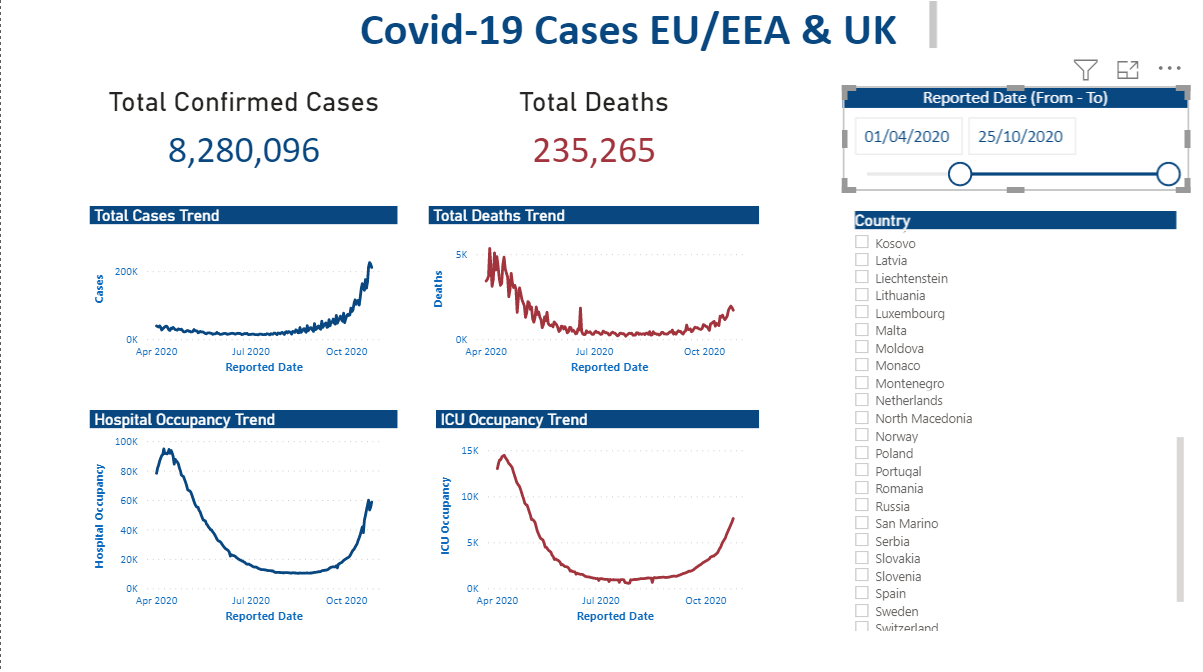 Covid-19 Cases EU/EEA & UK
Total Confirmed Cases
8,280,096
Total Deaths
235,265
Reported Date (From - To)
01/04/2020
25/10/2020
Total Cases Trend
Cases
200K
0K
Apr 2020
Jul 2020
Oct 2020
Reported Date
Total Deaths Trend
Deaths
5K
0K
Apr 2020
Jul 2020
Oct 2020
Reported Date
Hospital Occupancy Trend
Hospital Occupancy
100K
80K
60K
40K
20K
0K
Apr 2020
Jul 2020
Oct 2020
Reported Date
ICU Occupancy Trend
ICU Occupancy
15K
10K
5K
0K
Apr 2020
Jul 2020
Oct 2020
Reported Date
Country
Kosovo
Latvia
Liechtenstein
Lithuania
Luxembourg
Malta
Moldova
Monaco
Montenegro
Netherlands
North Macedonia
Norway
Poland
Portugal
Romania
Russia
San Marino
Serbia
Slovakia
Slovenia
Spain
Sweden
Switzerland